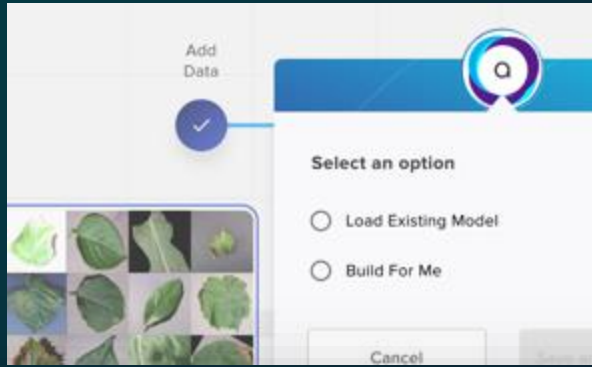 Add
Data
a
Select an option
Load Existing Model
Build For Me
Cancel